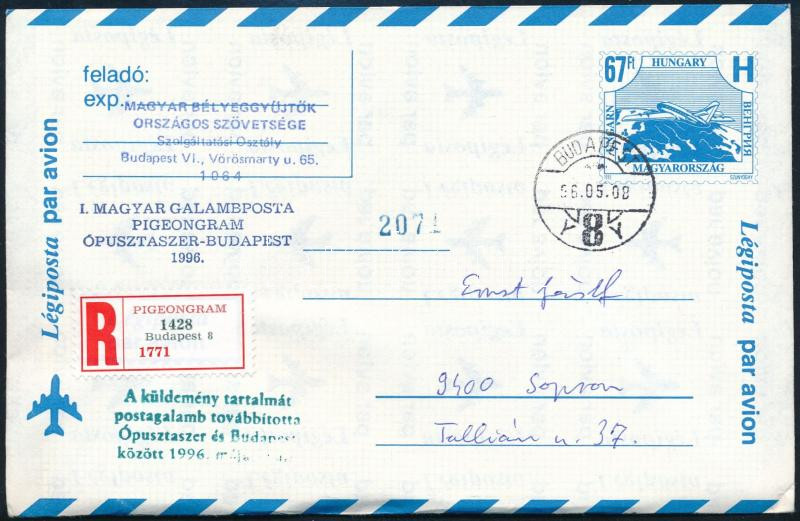 feladó:
exp.:
MAGYAR BÉLYEGGYŰJTŐK
ORSZÁGOS SZÖVETSÉGE
Szolgáltatási Osztály
Budapest VI., Vörösmarty u. 65.
1064
I. MAGYAR GALAMBPOSTA
PIGEONGRAM
ÓPUSZTASZER-BUDAPEST
1996.
2071
67Ft HUNGARY H
UNGARN
ВЕНГРИЯ
MAGYARORSZÁG
BUDAPEST
96.05.08
8
Légiposta par avion
R
PIGEONGRAM
1428
Budapest 8
1771
Ernst
9400 Sopron
Tallián u. 37.
A küldemény tartalmát
postagalamb továbbította
Ópusztaszer és Budapest
között 1996.
Légiposta par avion